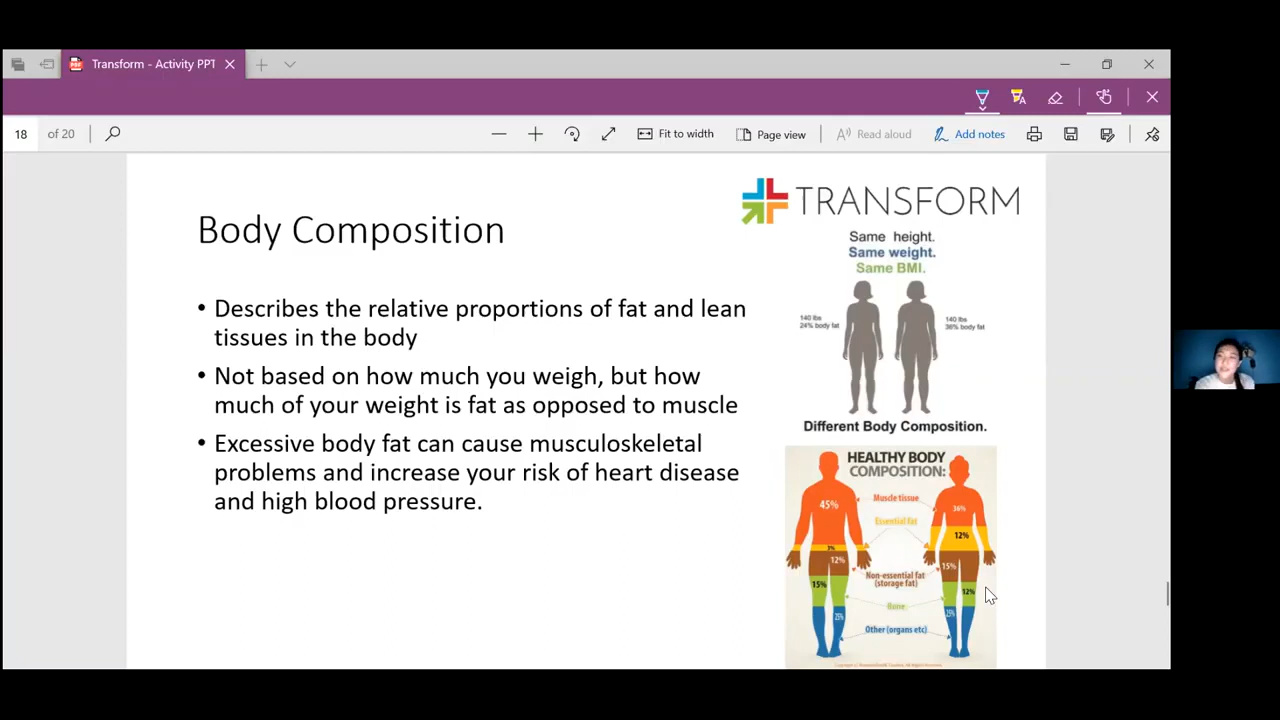 Transform - Activity PPT
18 of 20
Fit to width
Page view
Read aloud
Add notes
TRANSFORM
Body Composition
• Describes the relative proportions of fat and lean
tissues in the body
• Not based on how much you weigh, but how
much of your weight is fat as opposed to muscle
• Excessive body fat can cause musculoskeletal
problems and increase your risk of heart disease
and high blood pressure.
Same height.
Same weight.
Same BMI.
140 lbs
24% body fat
140 lbs
36% body fat
Different Body Composition.
HEALTHY BODY
COMPOSITION:
Muscle tissue
45%
36%
Essential fat
3%
12%
12%
15%
Non-essential fat
(storage fat)
15%
12%
Bone
25%
25%
Other (organs etc)